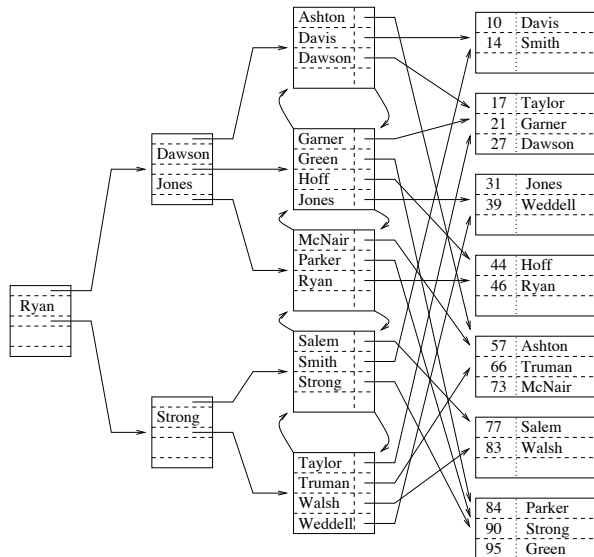 Ryan
Dawson
Jones
Strong
Ashton
Davis
Dawson
Garner
Green
Hoff
Jones
McNair
Parker
Ryan
Salem
Smith
Strong
Taylor
Truman
Walsh
Weddell
10 Davis
14 Smith
17 Taylor
21 Garner
27 Dawson
31 Jones
39 Weddell
44 Hoff
46 Ryan
57 Ashton
66 Truman
73 McNair
77 Salem
83 Walsh
84 Parker
90 Strong
95 Green